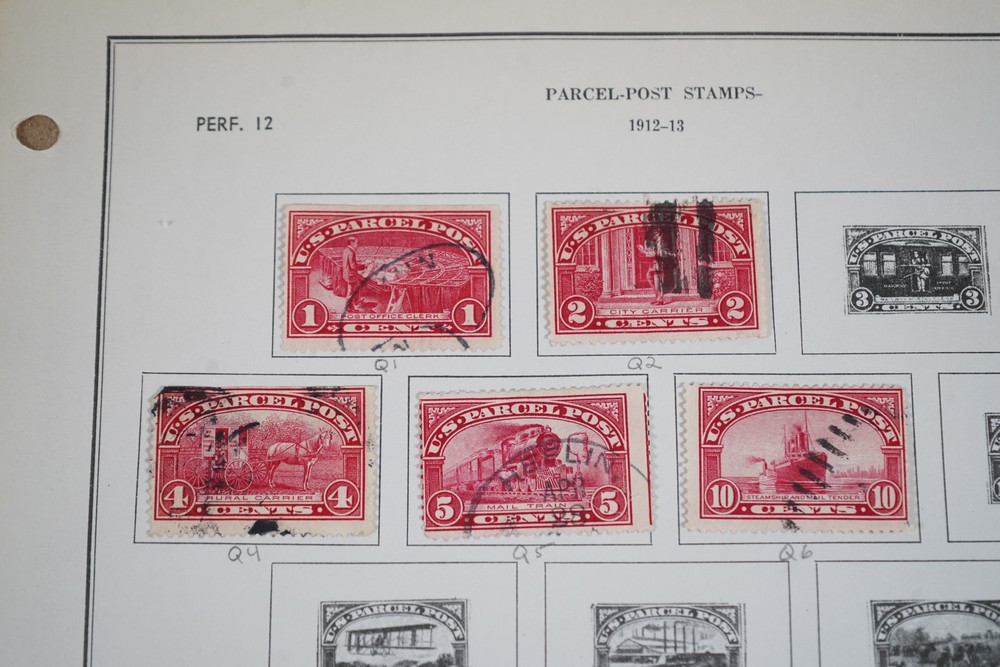 PARCEL-POST STAMPS-
PERF. 12
1912-13
U.S. PARCEL POST
1 POST OFFICE CLERK 1
CENTS
U.S. PARCEL POST
2 CITY CARRIER 2
CENTS
U.S. PARCEL POST
3 3
CENTS
Q1
Q2
U.S. PARCEL POST
4 RURAL CARRIER 4
CENTS
U.S. PARCEL POST
5 MAIL TRAIN 5
CENTS
LIN
APR
U.S. PARCEL POST
10 STEAMSHIP AND MAIL TENDER 10
CENTS
Q4
Q5
Q6
U.S. PARCEL POST
U.S. PARCEL POST
U.S. PARCEL POST